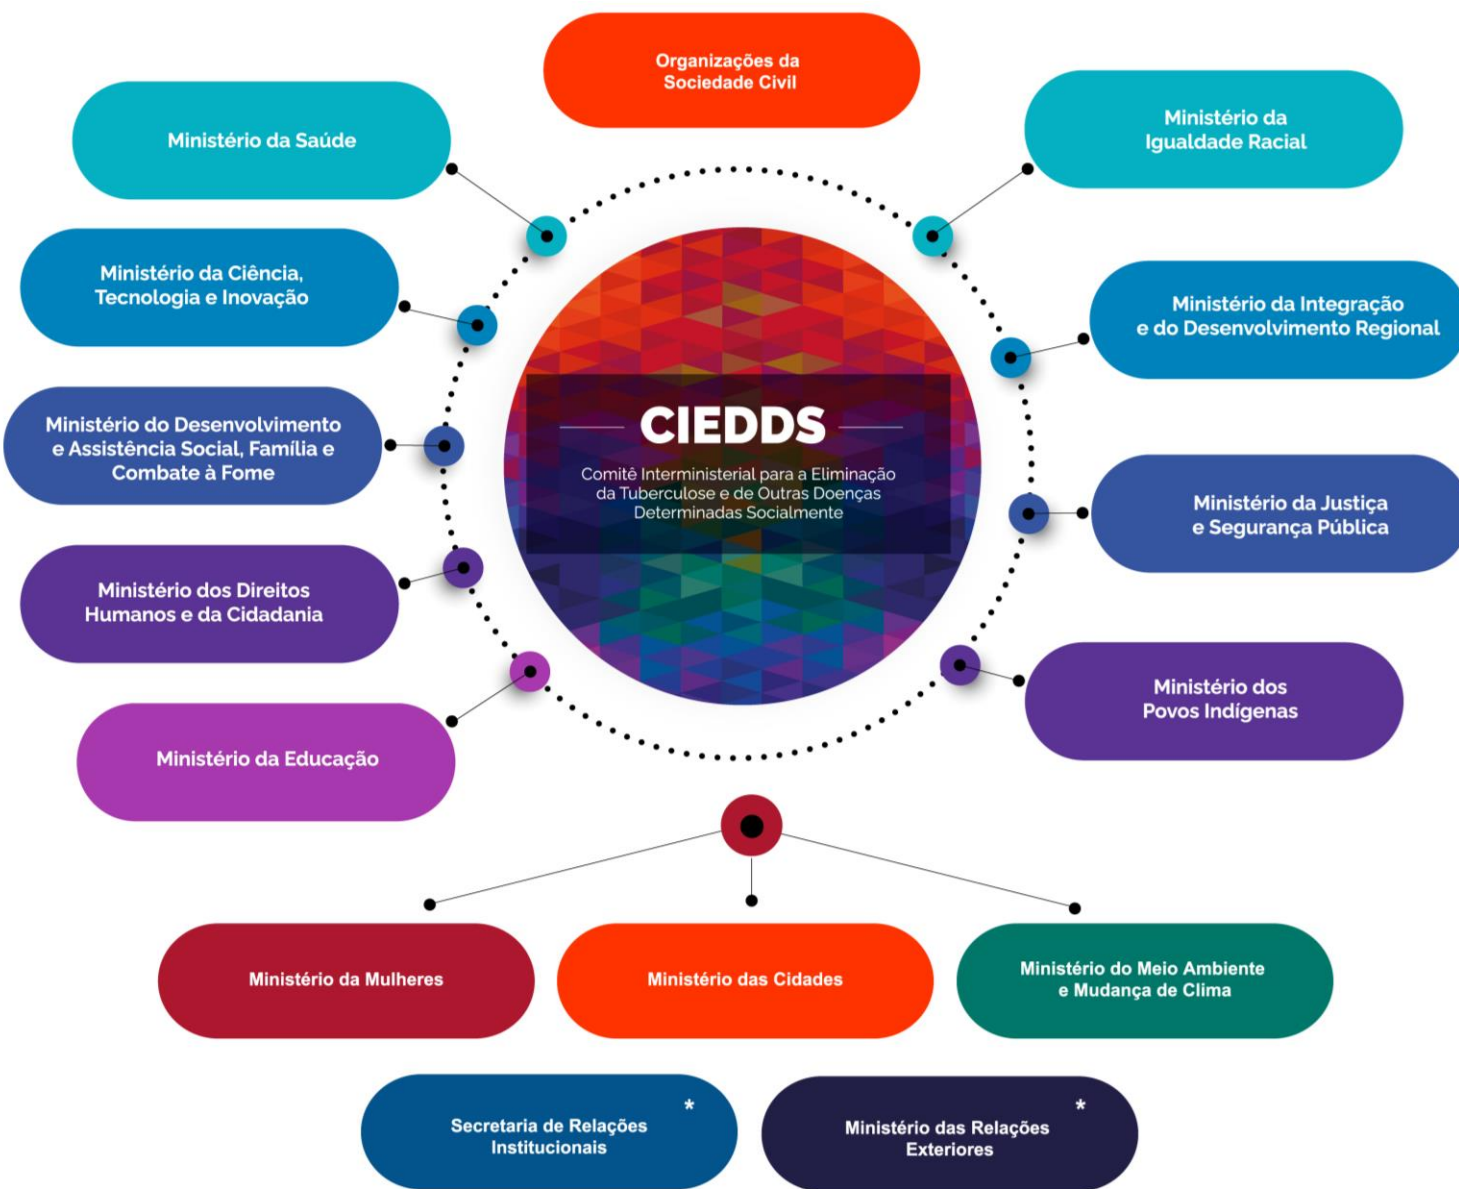 Organizações da
Sociedade Civil
Ministério da Saúde
Ministério da
Igualdade Racial
Ministério da Ciência,
Tecnologia e Inovação
Ministério da Integração
e do Desenvolvimento Regional
Ministério do Desenvolvimento
e Assistência Social, Família e
Combate à Fome
CIEDDS
Comitê Interministerial para a Eliminação
da Tuberculose e de Outras Doenças
Determinadas Socialmente
Ministério da Justiça
e Segurança Pública
Ministério dos Direitos
Humanos e da Cidadania
Ministério dos
Povos Indígenas
Ministério da Educação
Ministério da Mulheres
Ministério das Cidades
Ministério do Meio Ambiente
e Mudança de Clima
Secretaria de Relações
Institucionais
*
Ministério das Relações
Exteriores
*